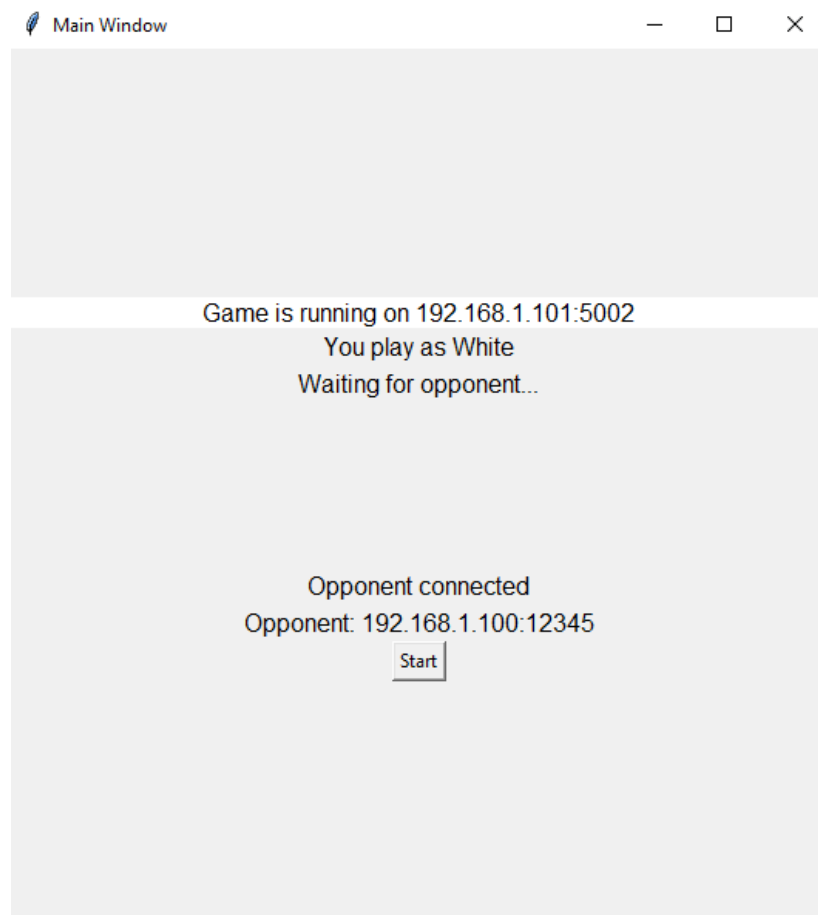 Main Window
Game is running on 192.168.1.101:5002
You play as White
Waiting for opponent...
Opponent connected
Opponent: 192.168.1.100:12345
Start